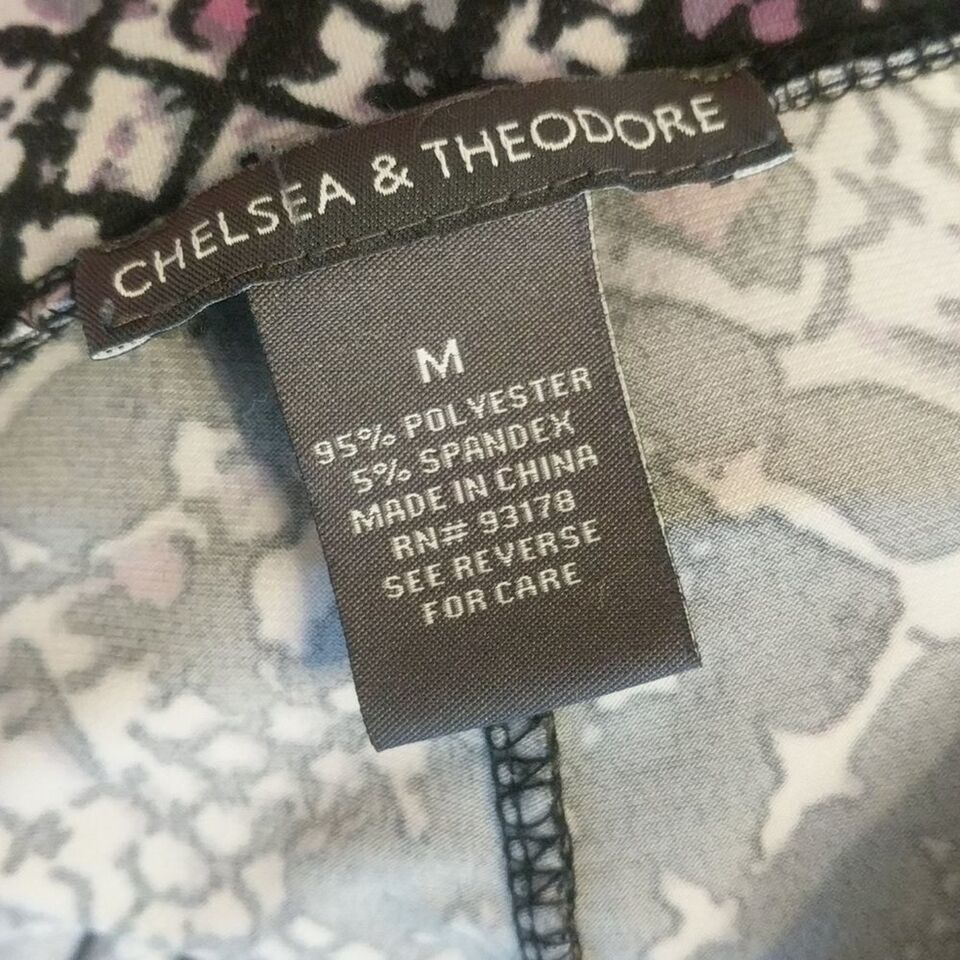 CHELSEA & THEODORE
M
95% POLYESTER
5% SPANDEX
MADE IN CHINA
RN# 93178
SEE REVERSE
FOR CARE